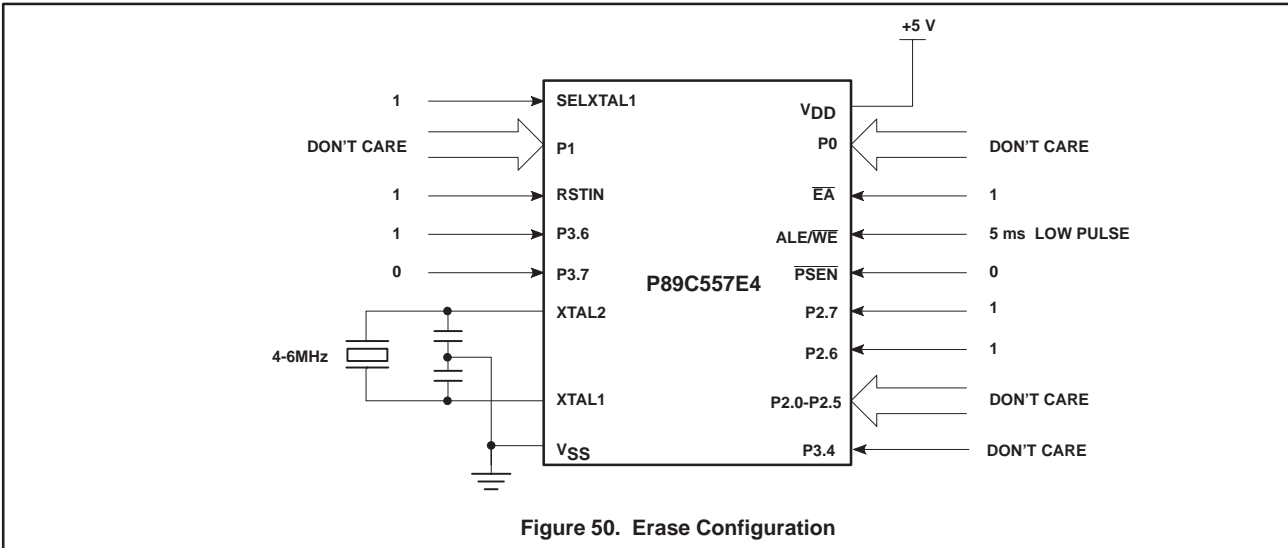 +5 V
1
SELXTAL1
VDD
DON'T CARE
P1
P0
DON'T CARE
1
RSTIN
EA
1
1
P3.6
ALE/WE
5 ms LOW PULSE
0
P3.7
PSEN
0
P89C557E4
XTAL2
P2.7
1
4-6MHz
P2.6
1
XTAL1
P2.0-P2.5
DON'T CARE
VSS
P3.4
DON'T CARE
Figure 50. Erase Configuration